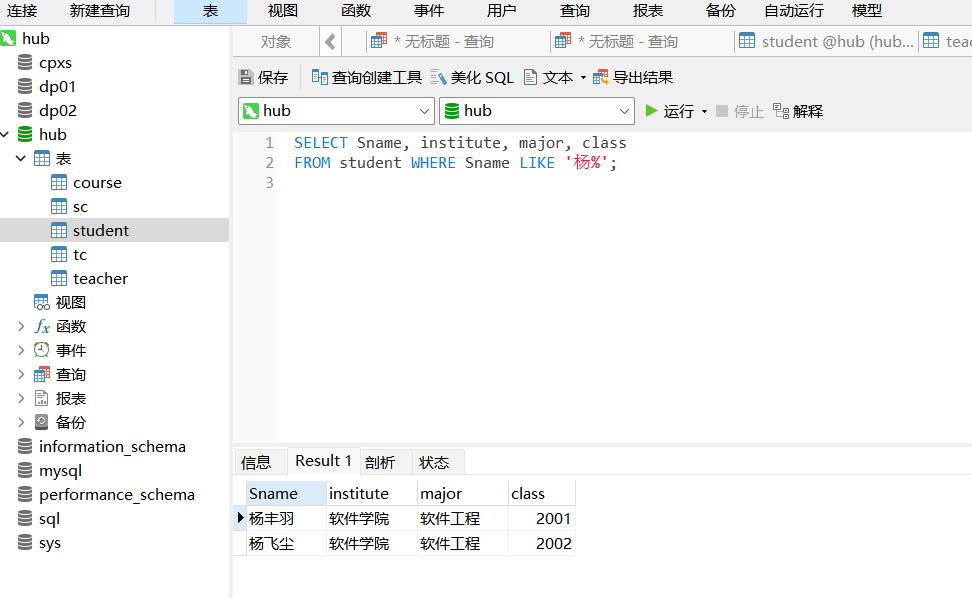 连接 新建查询 表 视图 函数 事件 用户 查询 报表 备份 自动运行 模型
hub
cpxs
dp01
dp02
hub
表
course
sc
student
tc
teacher
视图
函数
事件
查询
报表
备份
information_schema
mysql
performance_schema
sql
sys
对象 * 无标题 - 查询 * 无标题 - 查询 student @hub (hub... teac
保存 查询创建工具 美化 SQL 文本 导出结果
hub hub 运行 停止 解释
1 SELECT Sname, institute, major, class
2 FROM student WHERE Sname LIKE '杨%';
3
信息 Result 1 剖析 状态
Sname institute major class
杨丰羽 软件学院 软件工程 2001
杨飞尘 软件学院 软件工程 2002